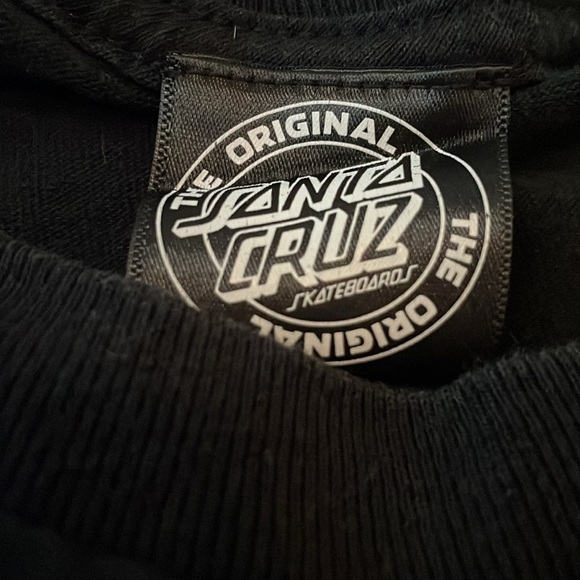 THE ORIGINAL
SANTA
CRUZ
SKATEBOARDS
THE ORIGINAL